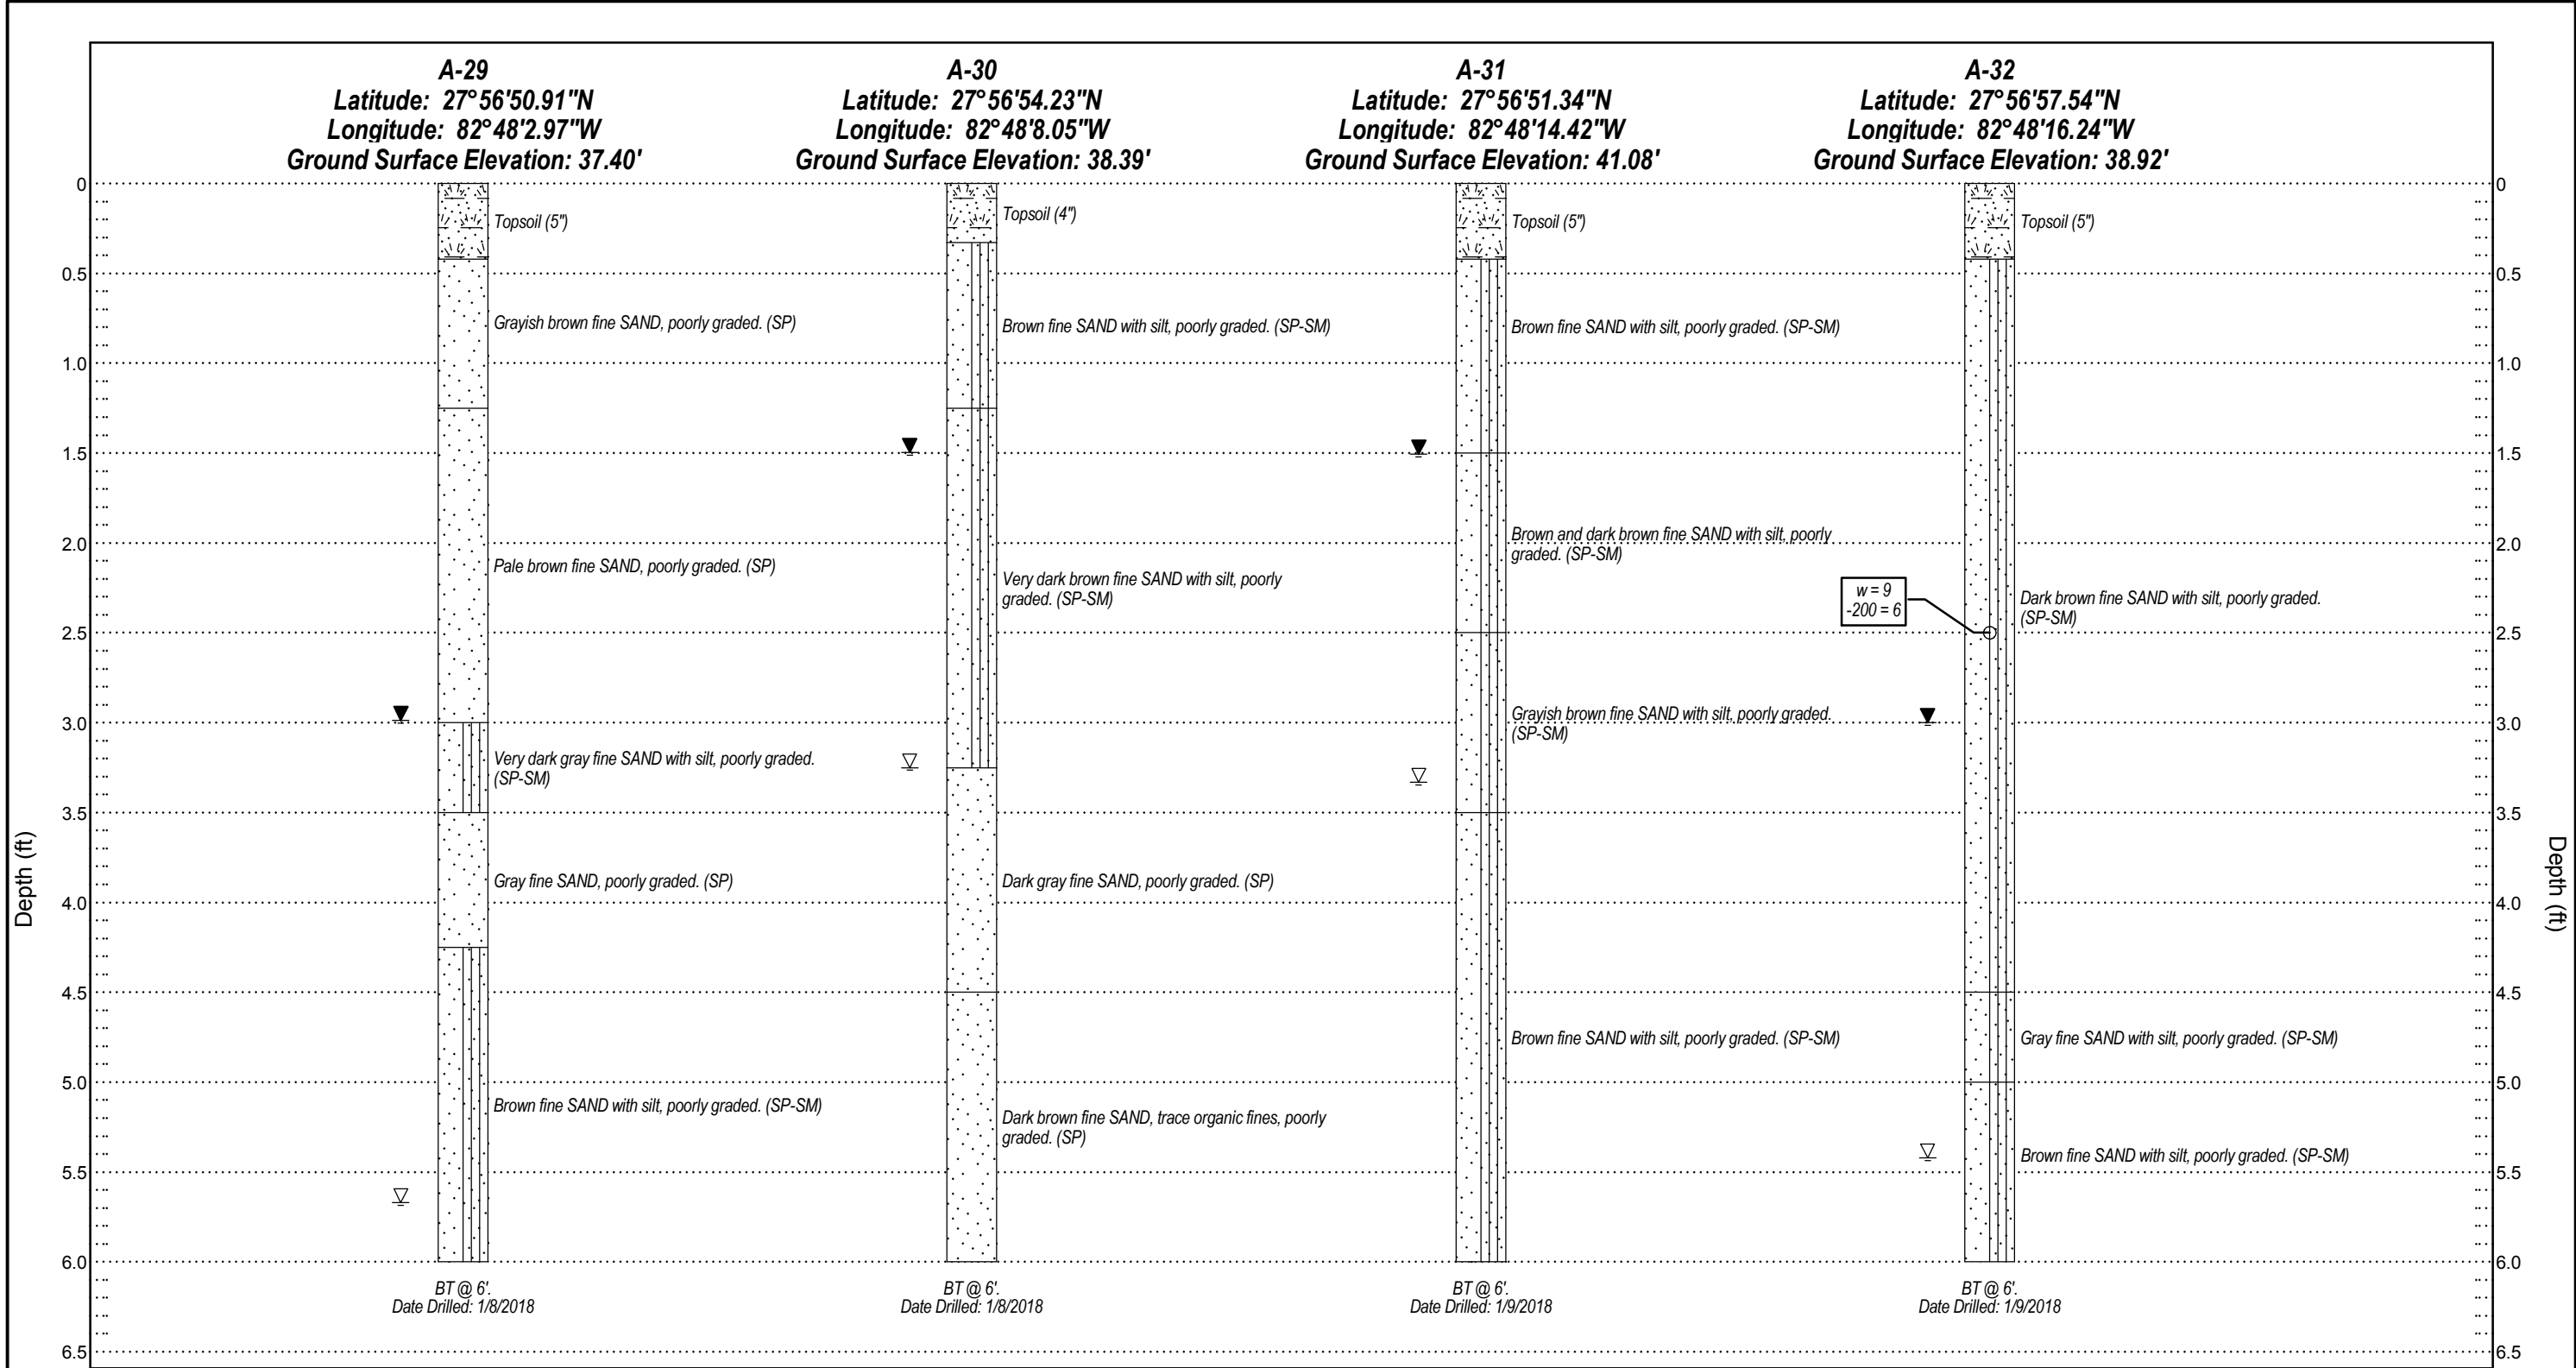 A-29
Latitude: 27°56'50.91"N
Longitude: 82°48'2.97"W
Ground Surface Elevation: 37.40'
A-30
Latitude: 27°56'54.23"N
Longitude: 82°48'8.05"W
Ground Surface Elevation: 38.39'
A-31
Latitude: 27°56'51.34"N
Longitude: 82°48'14.42"W
Ground Surface Elevation: 41.08'
A-32
Latitude: 27°56'57.54"N
Longitude: 82°48'16.24"W
Ground Surface Elevation: 38.92'
Depth (ft)
0
0.5
1.0
1.5
2.0
2.5
3.0
3.5
4.0
4.5
5.0
5.5
6.0
6.5
Topsoil (5")
Grayish brown fine SAND, poorly graded. (SP)
Pale brown fine SAND, poorly graded. (SP)
Very dark gray fine SAND with silt, poorly graded.
(SP-SM)
Gray fine SAND, poorly graded. (SP)
Brown fine SAND with silt, poorly graded. (SP-SM)
BT @ 6'.
Date Drilled: 1/8/2018
Topsoil (4")
Brown fine SAND with silt, poorly graded. (SP-SM)
Very dark brown fine SAND with silt, poorly
graded. (SP-SM)
Dark gray fine SAND, poorly graded. (SP)
Dark brown fine SAND, trace organic fines, poorly
graded. (SP)
BT @ 6'.
Date Drilled: 1/8/2018
Topsoil (5")
Brown fine SAND with silt, poorly graded. (SP-SM)
Brown and dark brown fine SAND with silt, poorly
graded. (SP-SM)
Grayish brown fine SAND with silt, poorly graded.
(SP-SM)
Brown fine SAND with silt, poorly graded. (SP-SM)
BT @ 6'.
Date Drilled: 1/9/2018
Topsoil (5")
w = 9
-200 = 6
Dark brown fine SAND with silt, poorly graded.
(SP-SM)
Gray fine SAND with silt, poorly graded. (SP-SM)
Brown fine SAND with silt, poorly graded. (SP-SM)
BT @ 6'.
Date Drilled: 1/9/2018
0
0.5
1.0
1.5
2.0
2.5
3.0
3.5
4.0
4.5
5.0
5.5
6.0
6.5
Depth (ft)